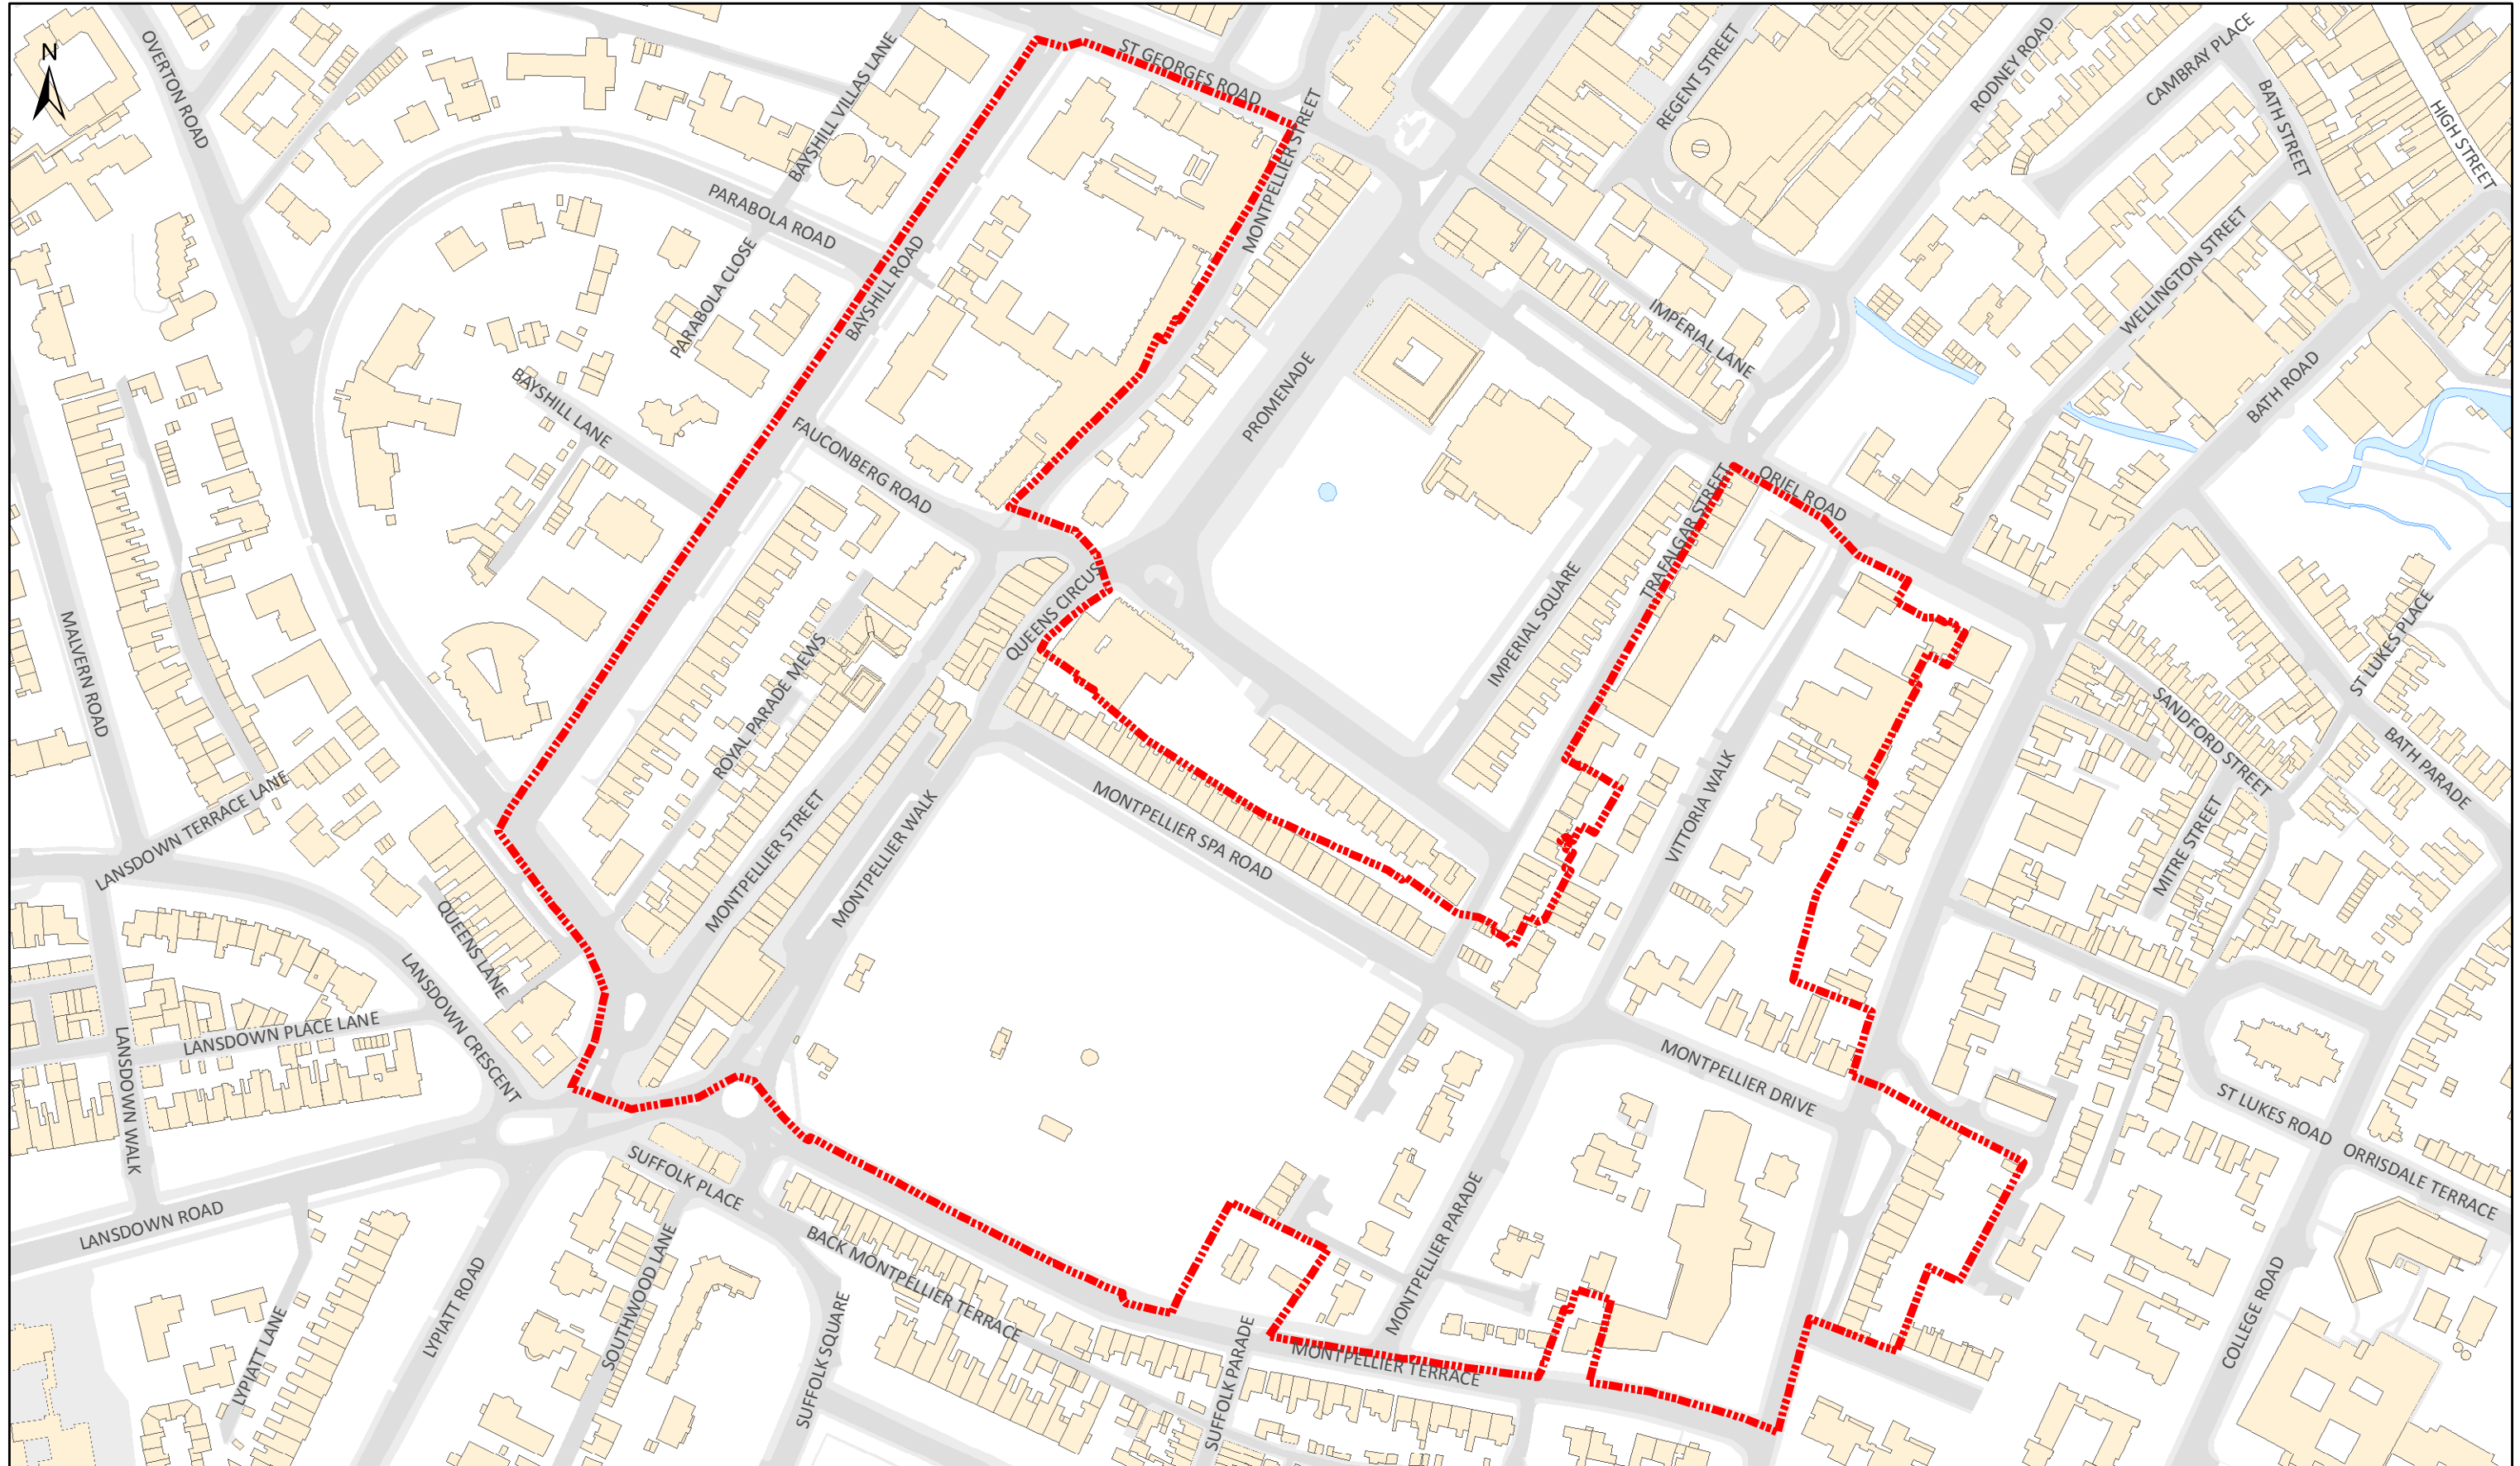 N
OVERTON ROAD
BAYSHILL VILLAS LANE
ST GEORGES ROAD
MONTPELLIER STREET
REGENT STREET
RODNEY ROAD
CAMBRAY PLACE
BATH STREET
HIGH STREET
PARABOLA ROAD
PARABOLA CLOSE
BAYSHILL ROAD
WELLINGTON STREET
IMPERIAL LANE
BATH ROAD
PROMENADE
BAYSHILL LANE
FAUCONBERG ROAD
TRAFALGAR STREET
ORIEL ROAD
QUEENS CIRCUS
IMPERIAL SQUARE
ST LUKES PLACE
MALVERN ROAD
ROYAL PARADE MEWS
SANDFORD STREET
BATH PARADE
LANSDOWN TERRACE LANE
MONTPELLIER STREET
MONTPELLIER WALK
MONTPELLIER SPA ROAD
VITTORIA WALK
MITRE STREET
QUEENS LANE
LANSDOWN CRESCENT
LANSDOWN PLACE LANE
LANSDOWN WALK
MONTPELLIER DRIVE
ST LUKES ROAD
ORRISDALE TERRACE
SUFFOLK PLACE
LANSDOWN ROAD
BACK MONTPELLIER TERRACE
MONTPELLIER PARADE
LYPIATT ROAD
SOUTHWOOD LANE
LYPIATT LANE
SUFFOLK SQUARE
SUFFOLK PARADE
MONTPELLIER TERRACE
COLLEGE ROAD